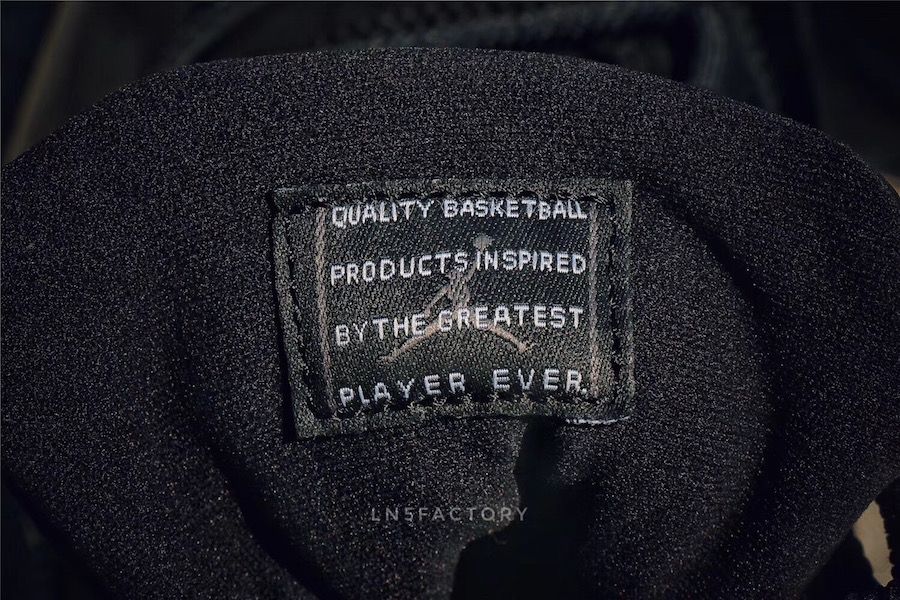 QUALITY BASKETBALL
PRODUCTS INSPIRED
BY THE GREATEST
PLAYER EVER.
LN5FACTORY